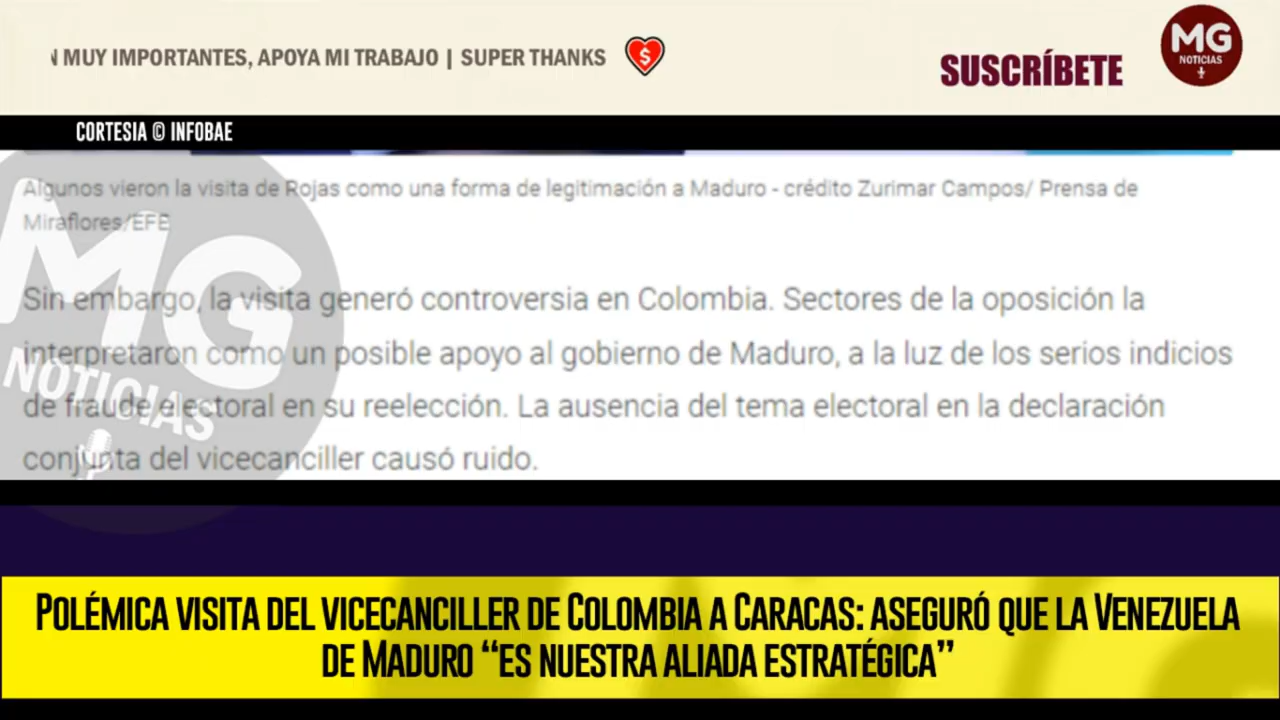 MUY IMPORTANTES, APOYA MI TRABAJO | SUPER THANKS
$
SUSCRÍBETE
MG
NOTICIAS
CORTESIA © INFOBAE
Algunos vieron la visita de Rojas como una forma de legitimación a Maduro - crédito Zurimar Campos/ Prensa de
Miraflores/EFE
MG
NOTICIAS
Sin embargo, la visita generó controversia en Colombia. Sectores de la oposición la
interpretaron como un posible apoyo al gobierno de Maduro, a la luz de los serios indicios
de fraude electoral en su reelección. La ausencia del tema electoral en la declaración
conjunta del vicecanciller causó ruido.
POLÉMICA VISITA DEL VICECANCILLER DE COLOMBIA A CARACAS: ASEGURÓ QUE LA VENEZUELA
DE MADURO “ES NUESTRA ALIADA ESTRATÉGICA”